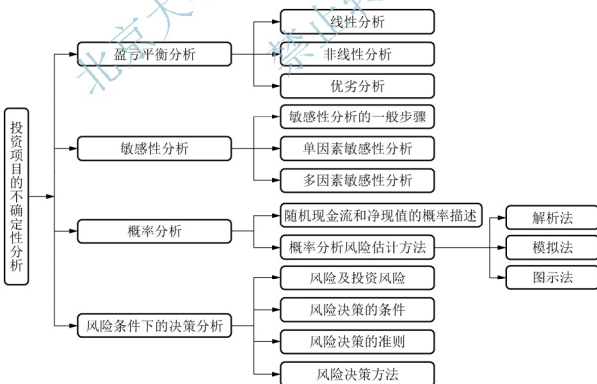 投资项目的不确定性分析
盈亏平衡分析
线性分析
非线性分析
优劣分析
敏感性分析
敏感性分析的一般步骤
单因素敏感性分析
多因素敏感性分析
概率分析
随机现金流和净现值的概率描述
概率分析风险估计方法
解析法
模拟法
图示法
风险条件下的决策分析
风险及投资风险
风险决策的条件
风险决策的准则
风险决策方法
北京大
禁止